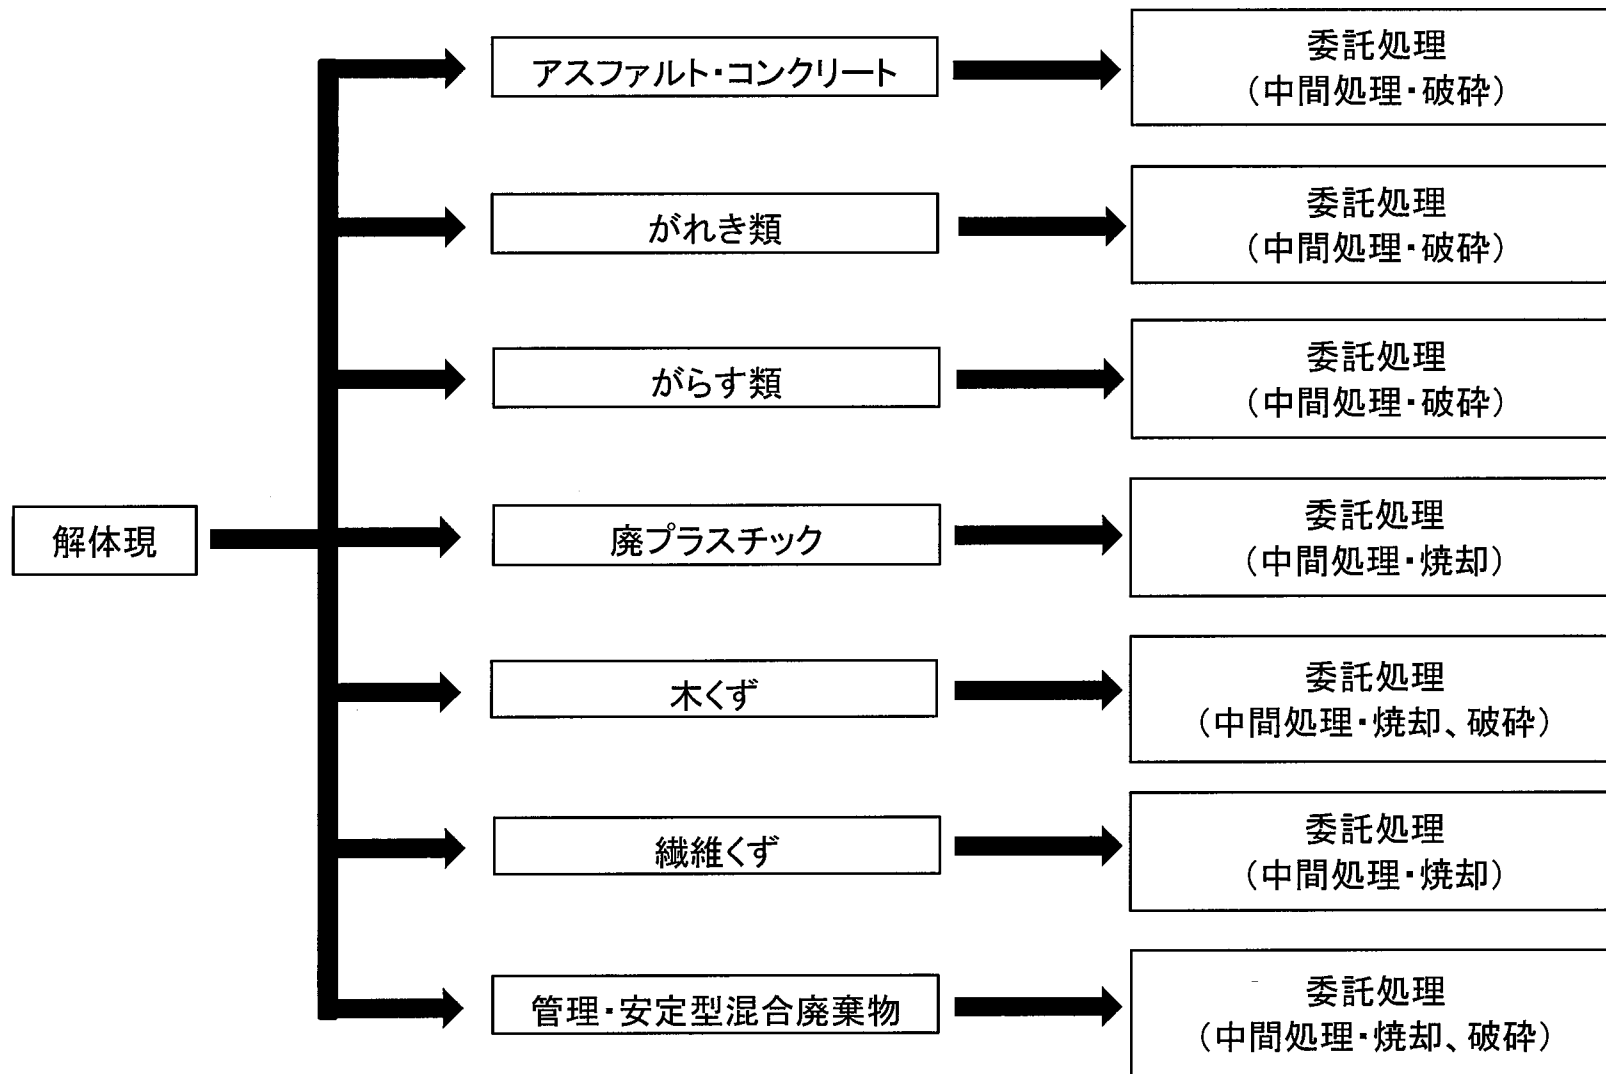 アスファルト・コンクリート
委託処理
(中間処理・破砕)
がれき類
委託処理
(中間処理・破砕)
がらす類
委託処理
(中間処理・破砕)
解体現
廃プラスチック
委託処理
(中間処理・焼却)
木くず
委託処理
(中間処理・焼却、破砕)
繊維くず
委託処理
(中間処理・焼却)
管理・安定型混合廃棄物
委託処理
(中間処理・焼却、破砕)